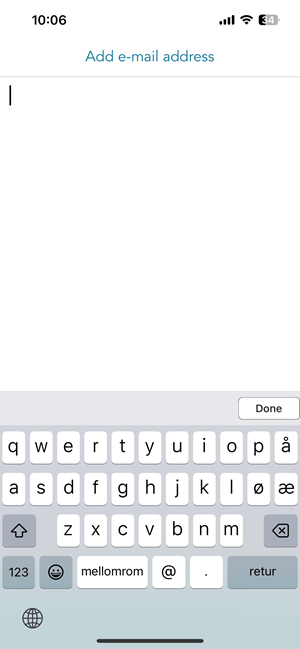 10:06 34
Add e-mail address
Done
q w e r t y u i o p å
a s d f g h j k l ø æ
z x c v b n m
123 mellomrom @ . retur